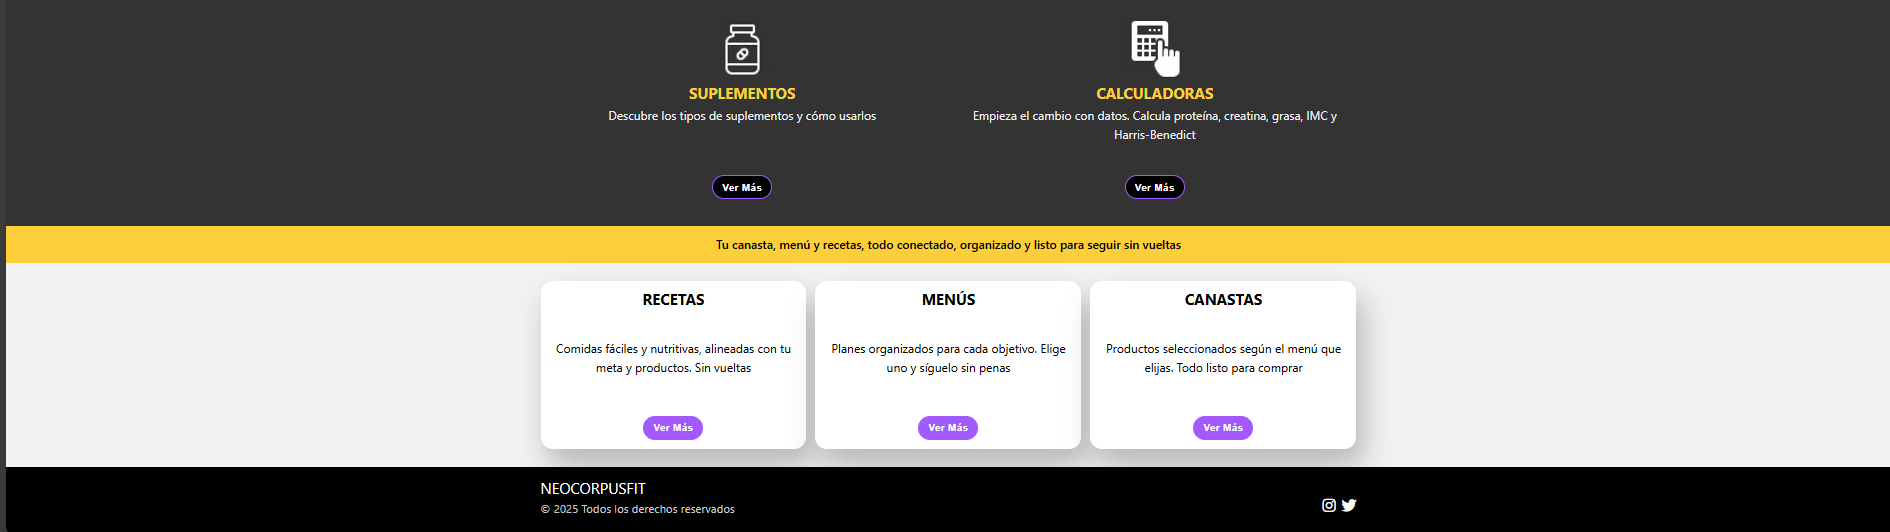 SUPLEMENTOS
Descubre los tipos de suplementos y cómo usarlos
Ver Más
CALCULADORAS
Empieza el cambio con datos. Calcula proteína, creatina, grasa, IMC y
Harris-Benedict
Ver Más
Tu canasta, menú y recetas, todo conectado, organizado y listo para seguir sin vueltas
RECETAS
Comidas fáciles y nutritivas, alineadas con tu
meta y productos. Sin vueltas
Ver Más
MENÚS
Planes organizados para cada objetivo. Elige
uno y síguelo sin penas
Ver Más
CANASTAS
Productos seleccionados según el menú que
elijas. Todo listo para comprar
Ver Más
NEOCORPUSFIT
© 2025 Todos los derechos reservados